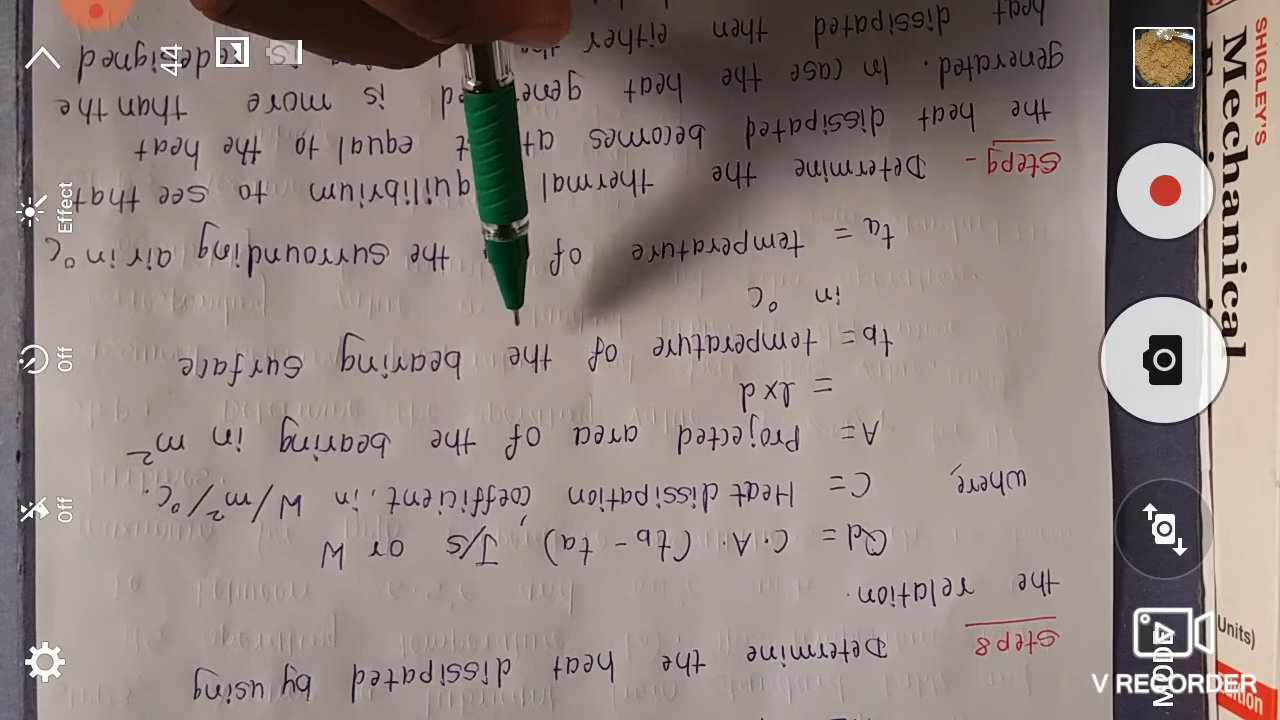 Step 8 Determine the heat dissipated by using
the relation.
Qd = C.A. (tb - ta) J/s or W
where, C = Heat dissipation coefficient, in W/m²/°C.
A = Projected area of the bearing in m²
= l×d
tb = temperature of the bearing surface
in °C
ta = temperature of the surrounding air in °C
Step 9 - Determine the thermal equilibrium to see that
the heat dissipated becomes at equal to the heat
generated. In case the heat generated is more than the
heat dissipated then either redesigned
SHIGLEY'S
Mechanical
Units)
Effect
Off
Off
44
MODE
V RECORDER